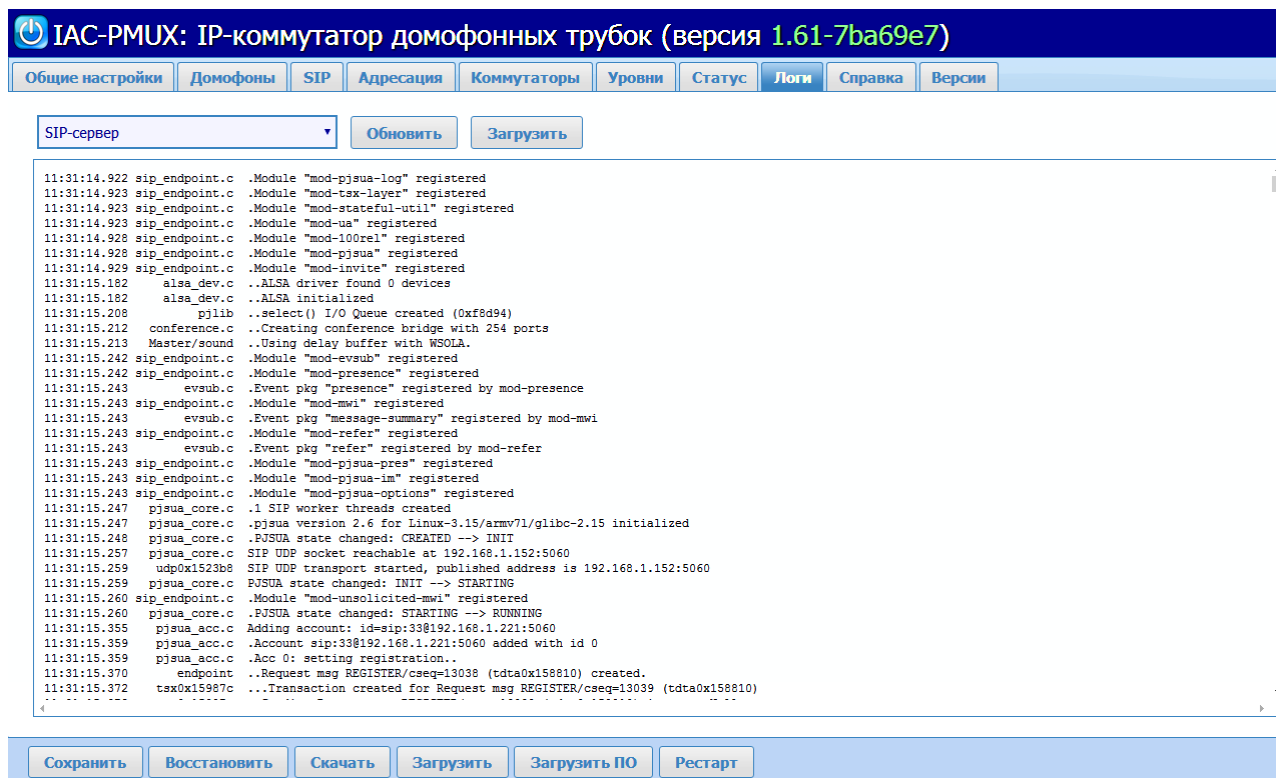 IAC-PMUX: IP-коммутатор домофонных трубок (версия 1.61-7ba69e7)
Общие настройки Домофоны SIP Адресация Коммутаторы Уровни Статус Логи Справка Версии
SIP-сервер Обновить Загрузить
11:31:14.922 sip_endpoint.c .Module "mod-pjsua-log" registered
11:31:14.923 sip_endpoint.c .Module "mod-tsx-layer" registered
11:31:14.923 sip_endpoint.c .Module "mod-stateful-util" registered
11:31:14.923 sip_endpoint.c .Module "mod-ua" registered
11:31:14.928 sip_endpoint.c .Module "mod-100rel" registered
11:31:14.928 sip_endpoint.c .Module "mod-pjsua" registered
11:31:14.929 sip_endpoint.c .Module "mod-invite" registered
11:31:15.182 alsa_dev.c ..ALSA driver found 0 devices
11:31:15.182 alsa_dev.c ..ALSA initialized
11:31:15.208 pjlib ..select() I/O Queue created (0xf8d94)
11:31:15.212 conference.c ..Creating conference bridge with 254 ports
11:31:15.213 Master/sound ..Using delay buffer with WSOLA.
11:31:15.242 sip_endpoint.c .Module "mod-evsub" registered
11:31:15.242 sip_endpoint.c .Module "mod-presence" registered
11:31:15.243 evsub.c .Event pkg "presence" registered by mod-presence
11:31:15.243 sip_endpoint.c .Module "mod-mwi" registered
11:31:15.243 evsub.c .Event pkg "message-summary" registered by mod-mwi
11:31:15.243 sip_endpoint.c .Module "mod-refer" registered
11:31:15.243 evsub.c .Event pkg "refer" registered by mod-refer
11:31:15.243 sip_endpoint.c .Module "mod-pjsua-pres" registered
11:31:15.243 sip_endpoint.c .Module "mod-pjsua-im" registered
11:31:15.243 sip_endpoint.c .Module "mod-pjsua-options" registered
11:31:15.247 pjsua_core.c .1 SIP worker threads created
11:31:15.247 pjsua_core.c .pjsua version 2.6 for Linux-3.15/armv7l/glibc-2.15 initialized
11:31:15.248 pjsua_core.c .PJSUA state changed: CREATED --> INIT
11:31:15.257 pjsua_core.c SIP UDP socket reachable at 192.168.1.152:5060
11:31:15.259 udp0x1523b8 SIP UDP transport started, published address is 192.168.1.152:5060
11:31:15.259 pjsua_core.c PJSUA state changed: INIT --> STARTING
11:31:15.260 sip_endpoint.c .Module "mod-unsolicited-mwi" registered
11:31:15.260 pjsua_core.c .PJSUA state changed: STARTING --> RUNNING
11:31:15.355 pjsua_acc.c Adding account: id=sip:33@192.168.1.221:5060
11:31:15.359 pjsua_acc.c .Account sip:33@192.168.1.221:5060 added with id 0
11:31:15.359 pjsua_acc.c .Acc 0: setting registration..
11:31:15.370 endpoint ..Request msg REGISTER/cseq=13038 (tdta0x158810) created.
11:31:15.372 tsx0x15987c ...Transaction created for Request msg REGISTER/cseq=13039 (tdta0x158810)
Сохранить Восстановить Скачать Загрузить Загрузить ПО Рестарт